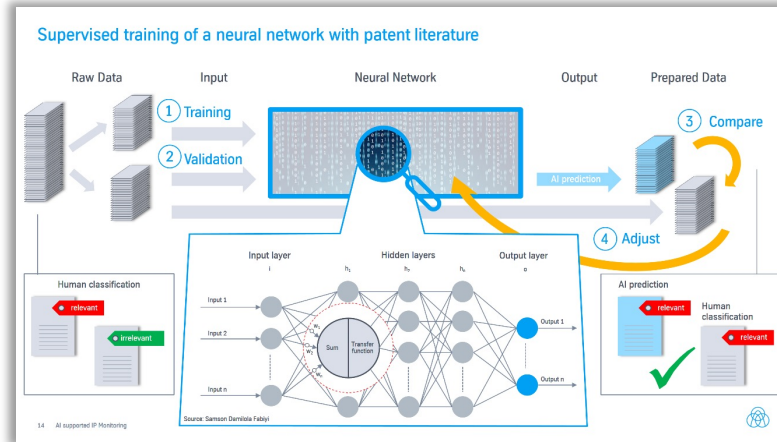 Supervised training of a neural network with patent literature
Raw Data
Input
Neural Network
Output
Prepared Data
1 Training
2 Validation
AI prediction
3 Compare
4 Adjust
Human classification
relevant
irrelevant
Input layer
Hidden layers
Output layer
i
h₁
o
Input 1
Input 2
Input n
w₁
w₂
Sum
Transfer
function
Output 1
Output n
Source: Samson Damilola Fabiyi
AI prediction
relevant
Human
classification
relevant
14 AI supported IP Monitoring